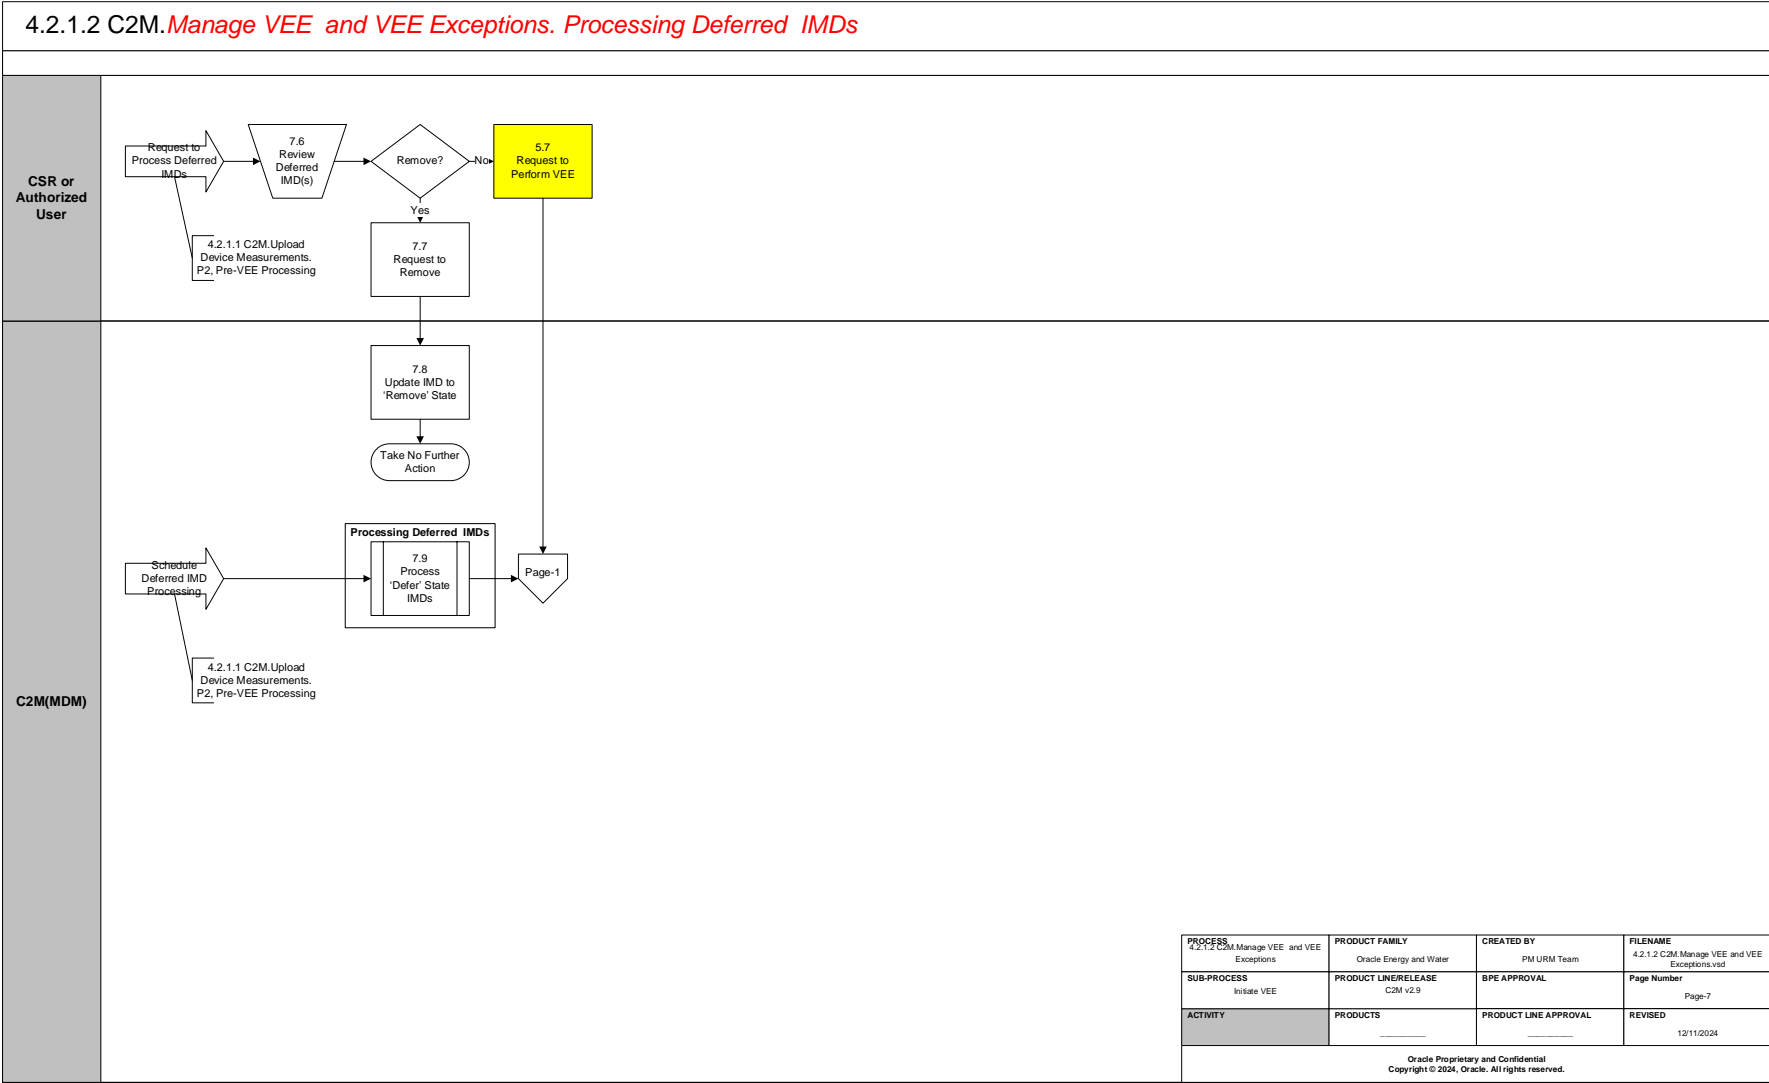 4.2.1.2 C2M.Manage VEE and VEE Exceptions. Processing Deferred IMDs
CSR or
Authorized
User
Request to
Process Deferred
IMDs
7.6
Review
Deferred
IMD(s)
Remove?
No
5.7
Request to
Perform VEE
Yes
4.2.1.1 C2M.Upload
Device Measurements.
P2, Pre-VEE Processing
7.7
Request to
Remove
7.8
Update IMD to
‘Remove’ State
Take No Further
Action
C2M(MDM)
Schedule
Deferred IMD
Processing
Processing Deferred IMDs
7.9
Process
‘Defer’ State
IMDs
Page-1
4.2.1.1 C2M.Upload
Device Measurements.
P2, Pre-VEE Processing
PROCESS
4.2.1.2 C2M.Manage VEE and VEE
Exceptions
PRODUCT FAMILY
Oracle Energy and Water
CREATED BY
PM URM Team
FILENAME
4.2.1.2 C2M.Manage VEE and VEE
Exceptions.vsd
SUB-PROCESS
Initiate VEE
PRODUCT LINE/RELEASE
C2M v2.9
BPE APPROVAL
Page Number
Page-7
ACTIVITY
PRODUCTS
PRODUCT LINE APPROVAL
REVISED
12/11/2024
Oracle Proprietary and Confidential
Copyright © 2024, Oracle. All rights reserved.